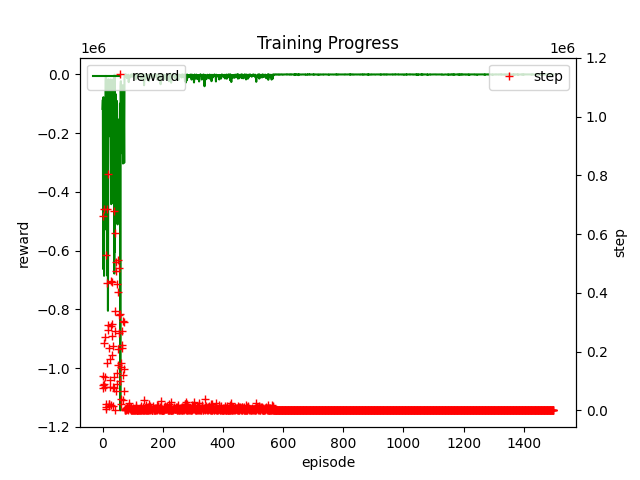 Training Progress
1e6
1e6
reward
step
0.0
−0.2
−0.4
−0.6
−0.8
−1.0
−1.2
reward
1.2
1.0
0.8
0.6
0.4
0.2
0.0
step
0 200 400 600 800 1000 1200 1400
episode